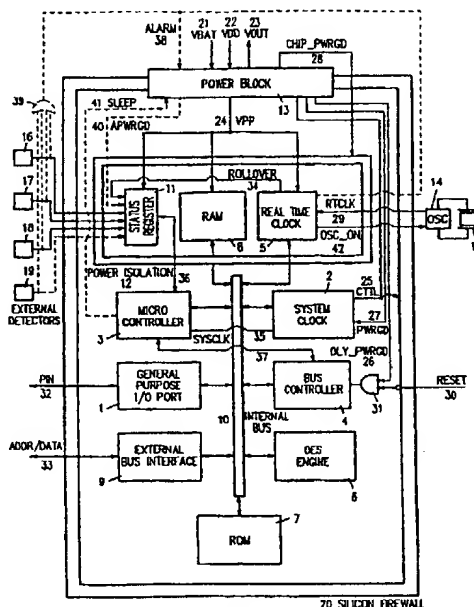 21 22 23
ALARM VBAT VDD VOUT
38
CHIP_PWRGD
28
POWER BLOCK
13
41 SLEEP
39
40 APWRGD
24 VPP
16
17
18
19
EXTERNAL
DETECTORS
11
STATUS
REGISTER
ROLLOVER
34
RAM
6
REAL TIME
CLOCK
5
RTCLK
29
OSC_ON
42
14
OSC
POWER ISOLATION
12
36
MICRO
CONTROLLER
3
SYSCLK
35
SYSTEM
CLOCK
2
25
CTTL
27
PWRGD
37
DLY_PWRGD
26
PIN
32
GENERAL
PURPOSE
I/O PORT
1
10
INTERNAL
BUS
BUS
CONTROLLER
4
31
RESET
30
ADDR/DATA
33
EXTERNAL
BUS INTERFACE
9
DES
ENGINE
ROM
7
20 SILICON FIREWALL